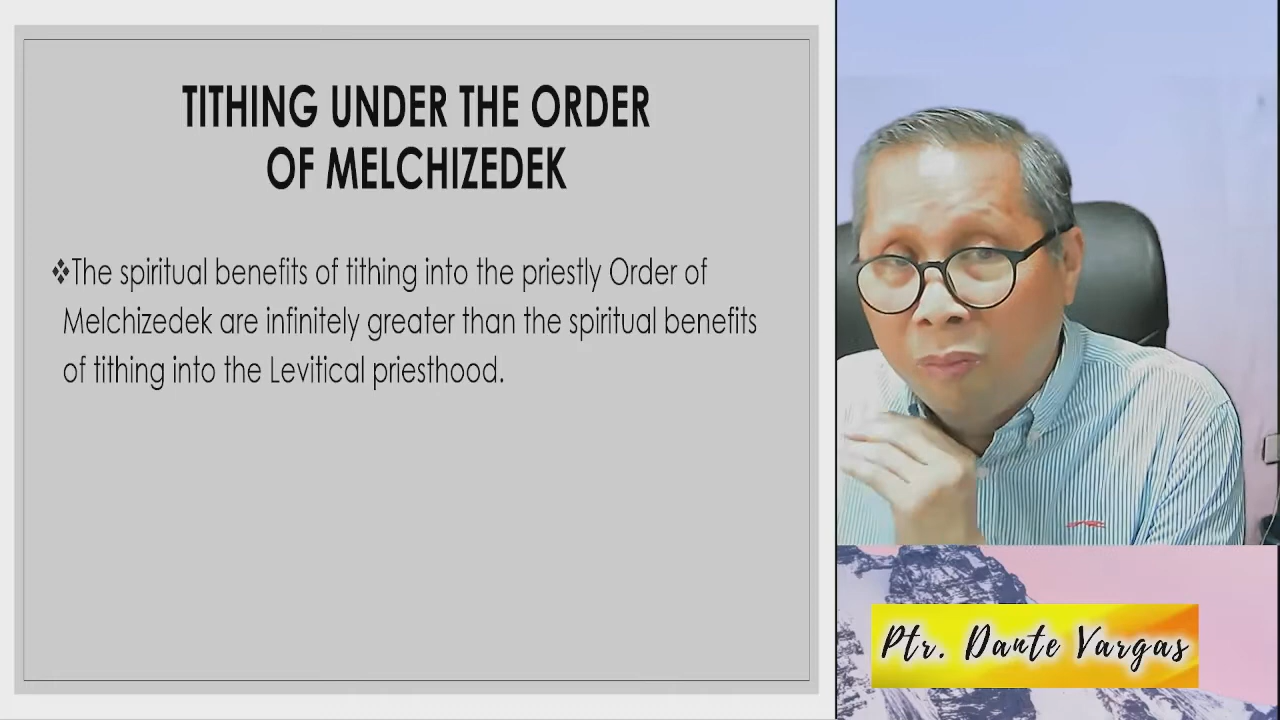 TITHING UNDER THE ORDER
OF MELCHIZEDEK
❖The spiritual benefits of tithing into the priestly Order of
Melchizedek are infinitely greater than the spiritual benefits
of tithing into the Levitical priesthood.
Ptr. Dante Vargas